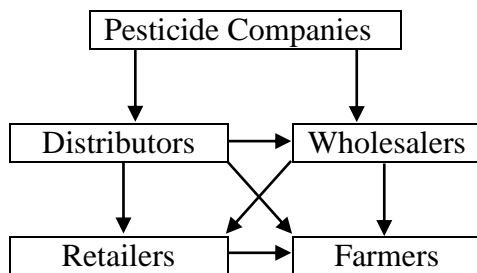 Pesticide Companies
Distributors
Wholesalers
Retailers
Farmers